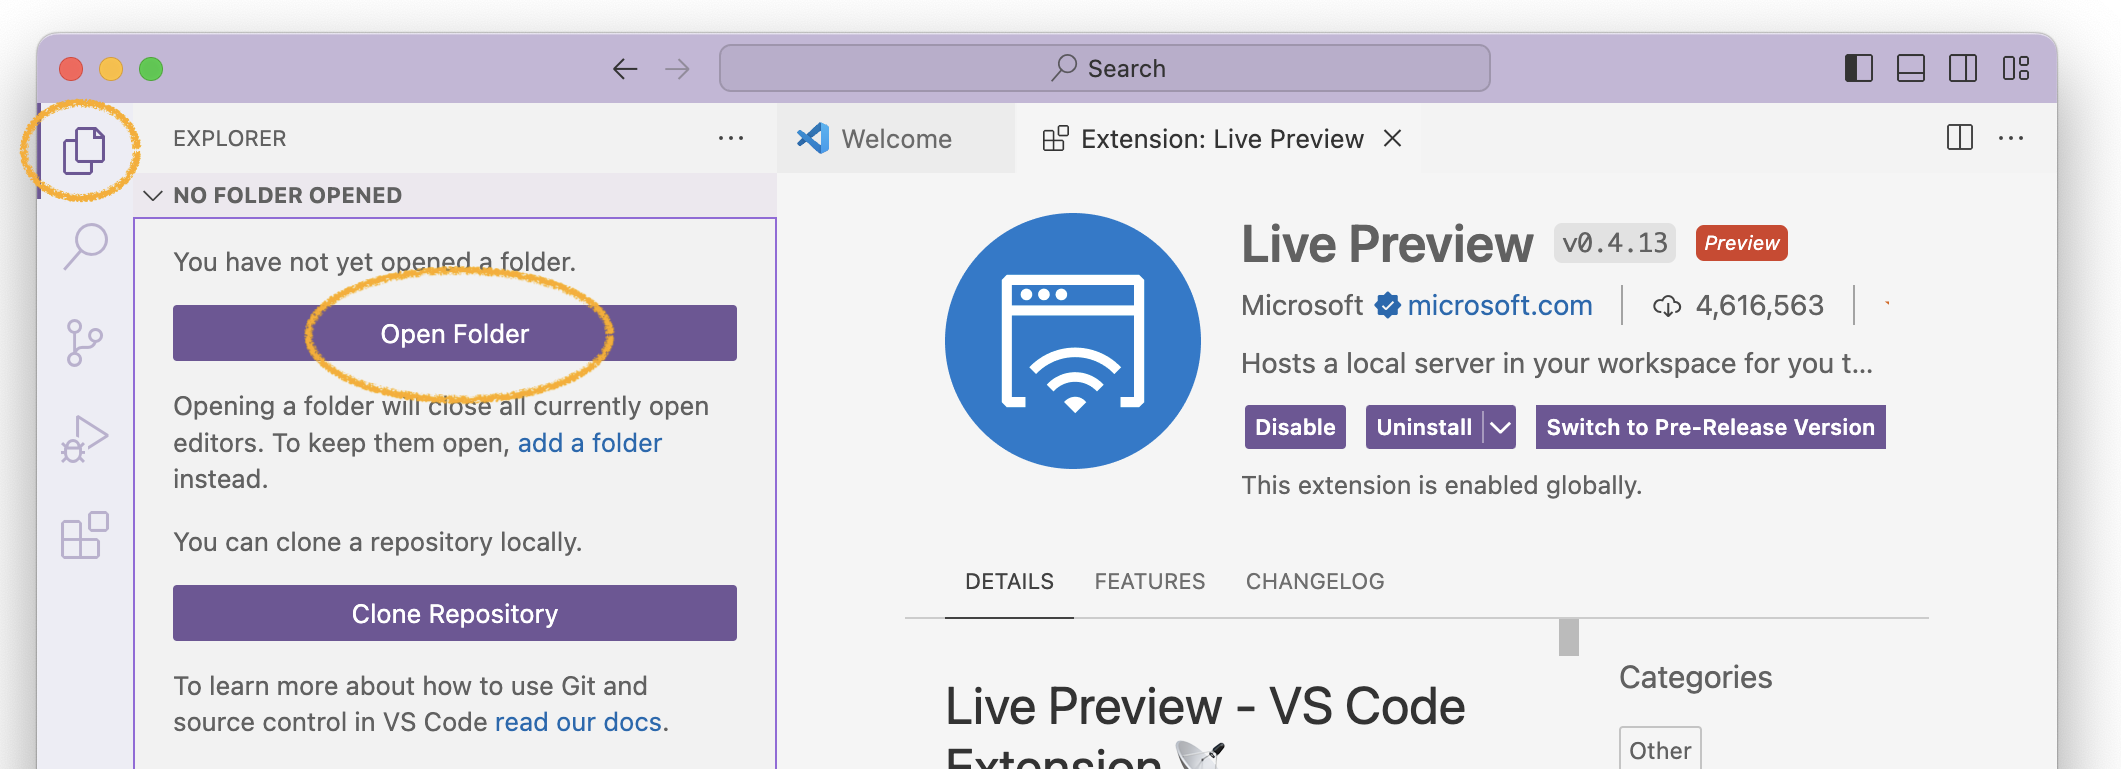 Search
EXPLORER
Welcome
Extension: Live Preview
NO FOLDER OPENED
You have not yet opened a folder.
Open Folder
Opening a folder will close all currently open
editors. To keep them open, add a folder
instead.
You can clone a repository locally.
Clone Repository
To learn more about how to use Git and
source control in VS Code read our docs.
Live Preview v0.4.13 Preview
Microsoft microsoft.com 4,616,563
Hosts a local server in your workspace for you t...
Disable Uninstall Switch to Pre-Release Version
This extension is enabled globally.
DETAILS FEATURES CHANGELOG
Live Preview - VS Code
Extension
Categories
Other